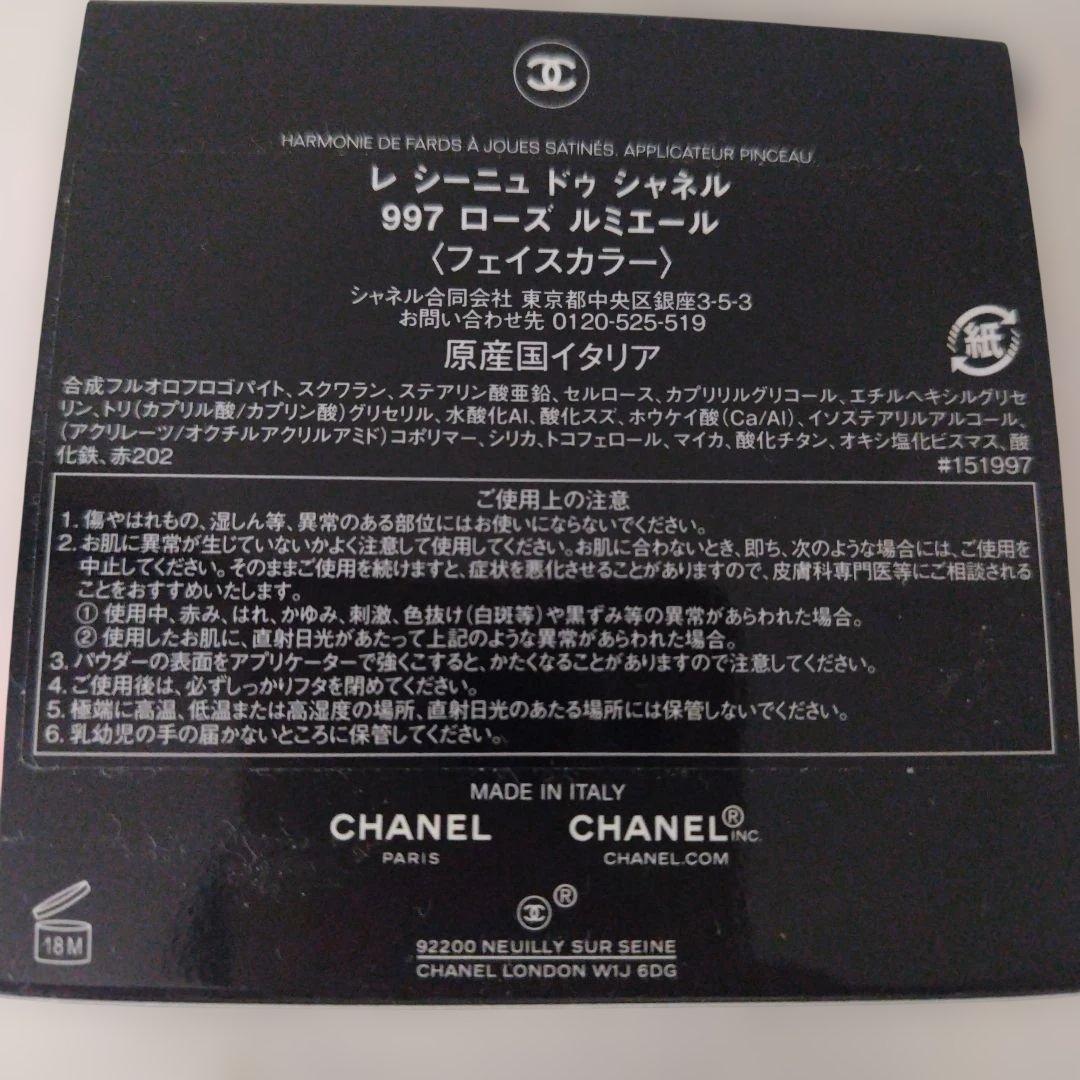 HARMONIE DE FARDS À JOUES SATINÉS. APPLICATEUR PINCEAU.
レ シーニュ ドゥ シャネル
997 ローズ ルミエール
〈フェイスカラー〉
シャネル合同会社 東京都中央区銀座3-5-3
お問い合わせ先 0120-525-519
原産国イタリア
紙
合成フルオロフロゴパイト、スクワラン、ステアリン酸亜鉛、セルロース、カプリリルグリコール、エチルヘキシルグリセ
リン、トリ(カプリル酸/カプリン酸)グリセリル、水酸化Al、酸化スズ、ホウケイ酸(Ca/Al)、イソステアリルアルコール、
(アクリレーツ/オクチルアクリルアミド)コポリマー、シリカ、トコフェロール、マイカ、酸化チタン、オキシ塩化ビスマス、酸
化鉄、赤202
#151997
ご使用上の注意
1. 傷やはれもの、湿しん等、異常のある部位にはお使いにならないでください。
2. お肌に異常が生じていないかよく注意して使用してください。お肌に合わないとき、即ち、次のような場合には、ご使用を
中止してください。そのままご使用を続けますと、症状を悪化させることがありますので、皮膚科専門医等にご相談される
ことをおすすめいたします。
① 使用中、赤み、はれ、かゆみ、刺激、色抜け(白斑等)や黒ずみ等の異常があらわれた場合。
② 使用したお肌に、直射日光があたって上記のような異常があらわれた場合。
3. パウダーの表面をアプリケーターで強くこすると、かたくなることがありますので注意してください。
4. ご使用後は、必ずしっかりフタを閉めてください。
5. 極端に高温、低温または高湿度の場所、直射日光のあたる場所には保管しないでください。
6. 乳幼児の手の届かないところに保管してください。
MADE IN ITALY
CHANEL CHANEL® INC.
PARIS CHANEL.COM
®
18M
92200 NEUILLY SUR SEINE
CHANEL LONDON W1J 6DG